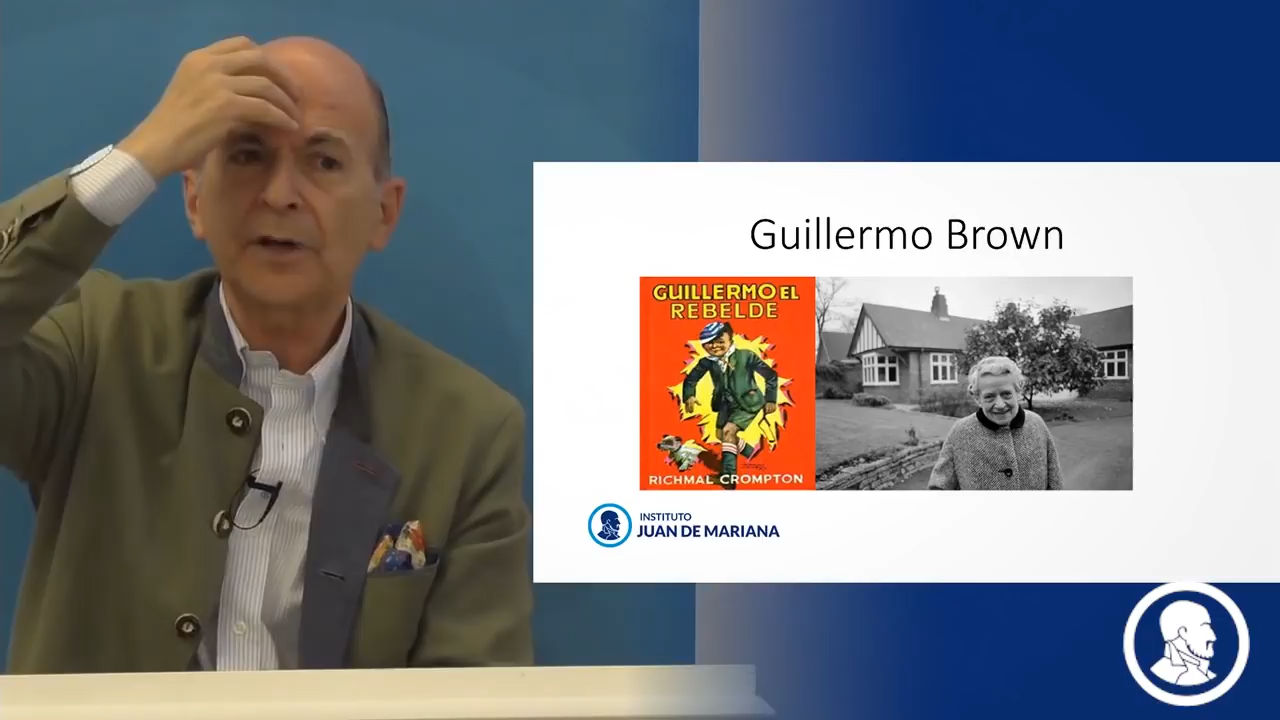 Guillermo Brown
GUILLERMO EL
REBELDE
RICHMAL CROMPTON
INSTITUTO
JUAN DE MARIANA